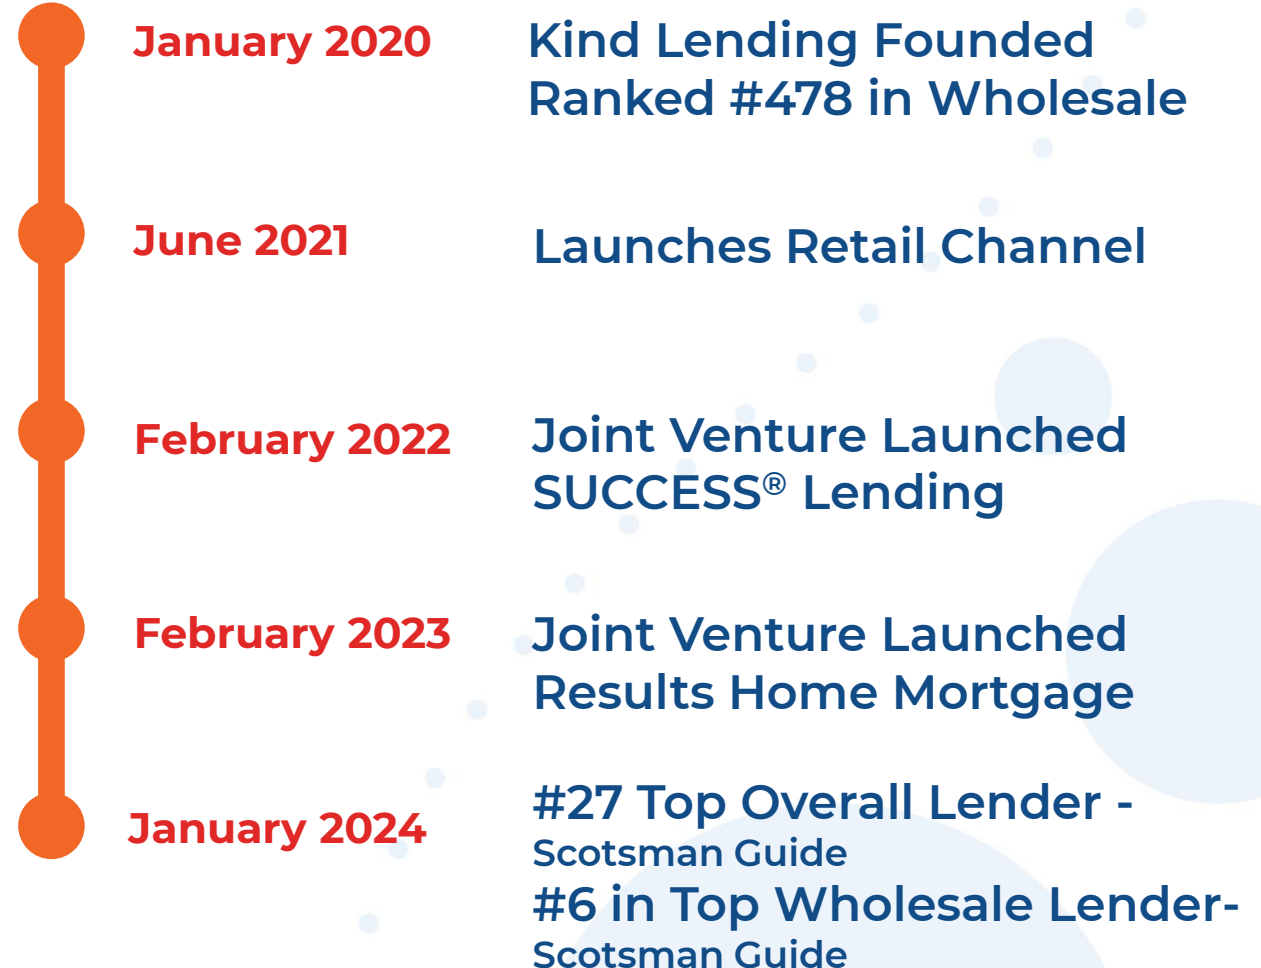 January 2020
Kind Lending Founded
Ranked #478 in Wholesale
June 2021
Launches Retail Channel
February 2022
Joint Venture Launched
SUCCESS® Lending
February 2023
Joint Venture Launched
Results Home Mortgage
January 2024
#27 Top Overall Lender -
Scotsman Guide
#6 in Top Wholesale Lender-
Scotsman Guide